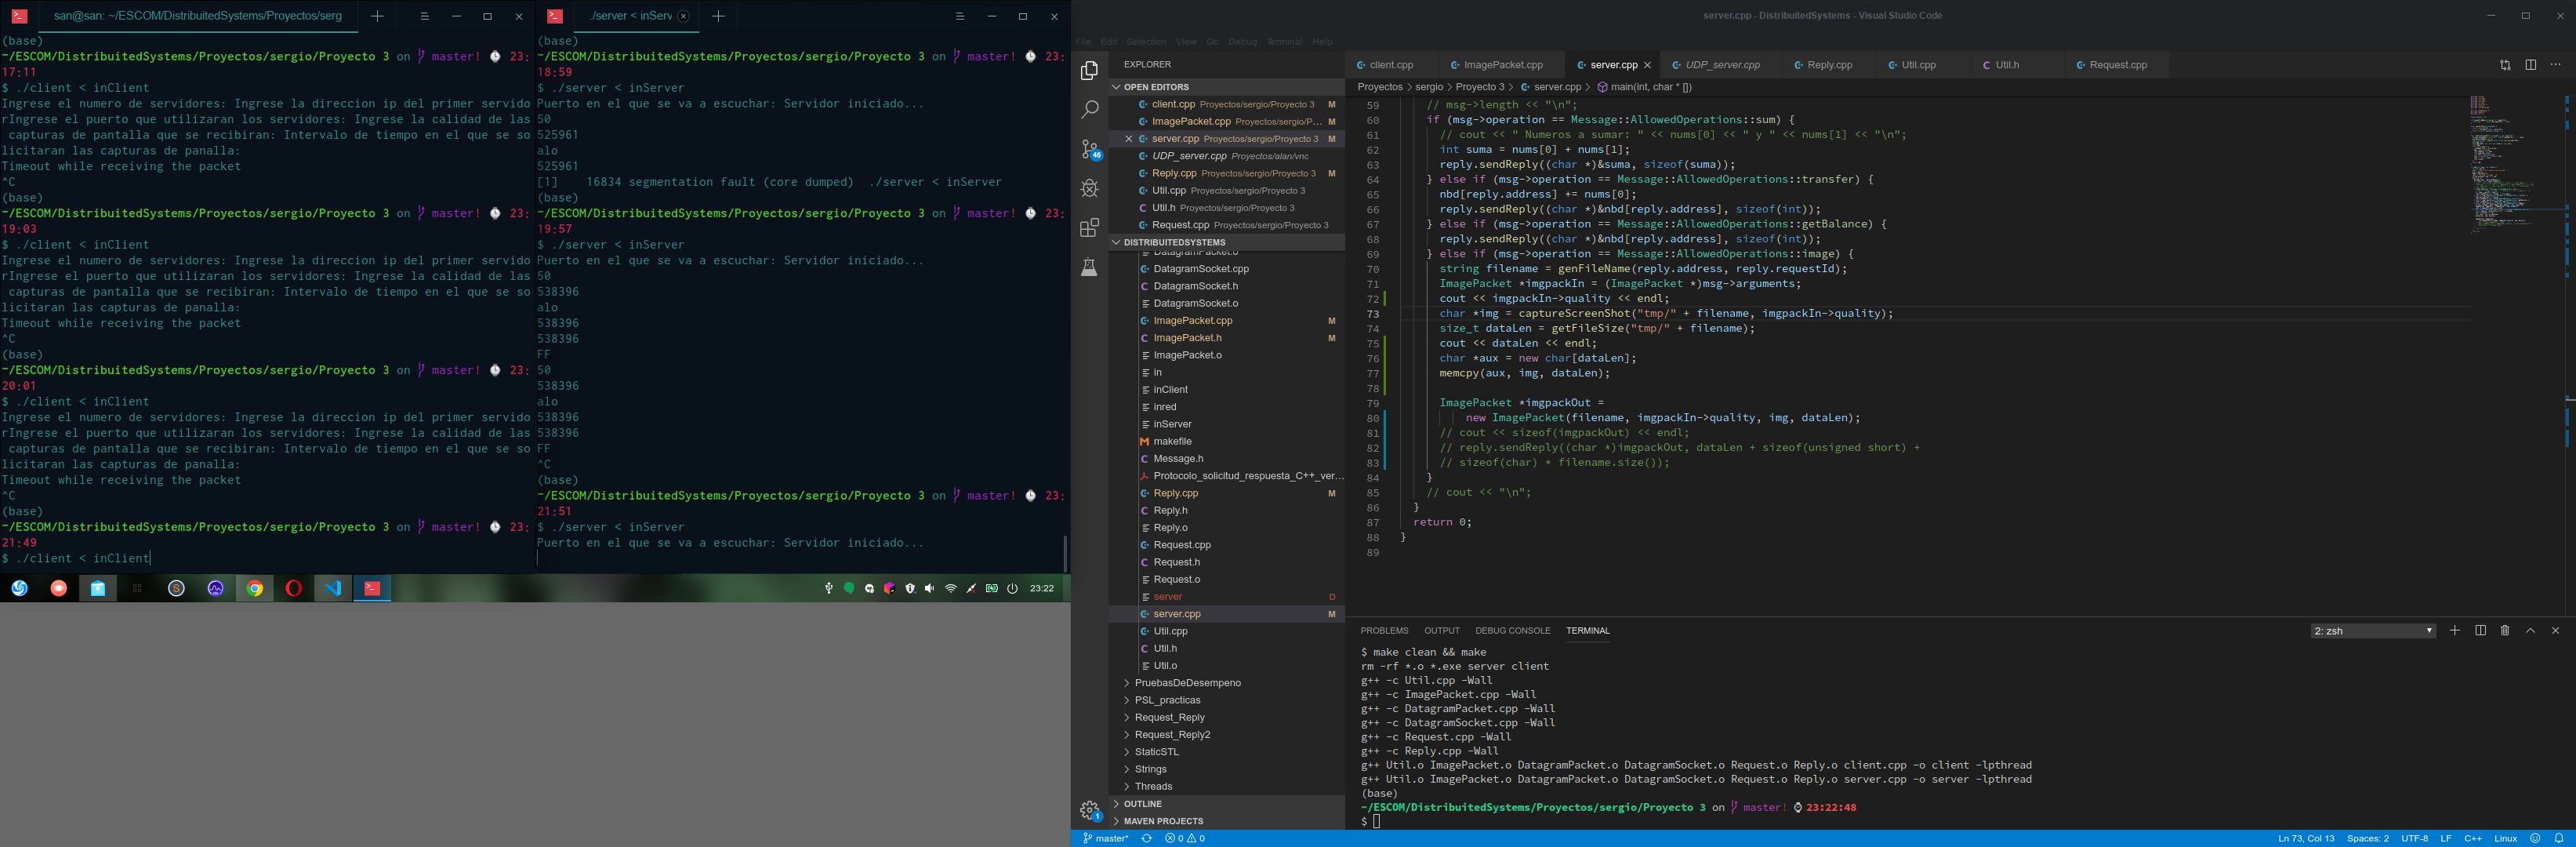 san@san: ~/ESCOM/DistribuitedSystems/Proyectos/serg
(base)
~/ESCOM/DistribuitedSystems/Proyectos/sergio/Proyecto 3 on master! 23:
17:11
$ ./client < inClient
Ingrese el numero de servidores: Ingrese la direccion ip del primer servido
rIngrese el puerto que utilizaran los servidores: Ingrese la calidad de las
capturas de pantalla que se recibiran: Intervalo de tiempo en el que se so
licitaran las capturas de panalla:
Timeout while receiving the packet
^C
(base)
~/ESCOM/DistribuitedSystems/Proyectos/sergio/Proyecto 3 on master! 23:
19:03
$ ./client < inClient
Ingrese el numero de servidores: Ingrese la direccion ip del primer servido
rIngrese el puerto que utilizaran los servidores: Ingrese la calidad de las
capturas de pantalla que se recibiran: Intervalo de tiempo en el que se so
licitaran las capturas de panalla:
Timeout while receiving the packet
^C
(base)
~/ESCOM/DistribuitedSystems/Proyectos/sergio/Proyecto 3 on master! 23:
20:01
$ ./client < inClient
Ingrese el numero de servidores: Ingrese la direccion ip del primer servido
rIngrese el puerto que utilizaran los servidores: Ingrese la calidad de las
capturas de pantalla que se recibiran: Intervalo de tiempo en el que se so
licitaran las capturas de panalla:
Timeout while receiving the packet
^C
(base)
~/ESCOM/DistribuitedSystems/Proyectos/sergio/Proyecto 3 on master! 23:
21:49
$ ./client < inClient
./server < inServ
(base)
~/ESCOM/DistribuitedSystems/Proyectos/sergio/Proyecto 3 on master! 23:
18:59
$ ./server < inServer
Puerto en el que se va a escuchar: Servidor iniciado...
50
525961
alo
525961
[1] 16834 segmentation fault (core dumped) ./server < inServer
(base)
~/ESCOM/DistribuitedSystems/Proyectos/sergio/Proyecto 3 on master! 23:
19:57
$ ./server < inServer
Puerto en el que se va a escuchar: Servidor iniciado...
50
538396
alo
538396
538396
FF
50
538396
alo
538396
538396
FF
^C
(base)
~/ESCOM/DistribuitedSystems/Proyectos/sergio/Proyecto 3 on master! 23:
21:51
$ ./server < inServer
Puerto en el que se va a escuchar: Servidor iniciado...
23:22
server.cpp - DistribuitedSystems - Visual Studio Code
File Edit Selection View Go Debug Terminal Help
EXPLORER
OPEN EDITORS
client.cpp Proyectos/sergio/Proyecto 3 M
ImagePacket.cpp Proyectos/sergio/P... M
server.cpp Proyectos/sergio/Proyecto 3 M
UDP_server.cpp Proyectos/alan/vnc
Reply.cpp Proyectos/sergio/Proyecto 3 M
Util.cpp Proyectos/sergio/Proyecto 3
Util.h Proyectos/sergio/Proyecto 3
Request.cpp Proyectos/sergio/Proyecto 3
DISTRIBUITEDSYSTEMS
DatagramPacket.o
DatagramSocket.cpp
DatagramSocket.h
DatagramSocket.o
ImagePacket.cpp M
ImagePacket.h M
ImagePacket.o
in
inClient
inred
inServer
makefile
Message.h
Protocolo_solicitud_respuesta_C++_ver...
Reply.cpp M
Reply.h
Reply.o
Request.cpp
Request.h
Request.o
server D
server.cpp M
Util.cpp
Util.h
Util.o
PruebasDeDesempeno
PSL_practicas
Request_Reply
Request_Reply2
StaticSTL
Strings
Threads
OUTLINE
MAVEN PROJECTS
46
1
client.cpp ImagePacket.cpp server.cpp UDP_server.cpp Reply.cpp Util.cpp Util.h Request.cpp
Proyectos > sergio > Proyecto 3 > server.cpp > main(int, char * [])
59 // msg->length << "\n";
60 if (msg->operation == Message::AllowedOperations::sum) {
61 // cout << " Numeros a sumar: " << nums[0] << " y " << nums[1] << "\n";
62 int suma = nums[0] + nums[1];
63 reply.sendReply((char *)&suma, sizeof(suma));
64 } else if (msg->operation == Message::AllowedOperations::transfer) {
65 nbd[reply.address] += nums[0];
66 reply.sendReply((char *)&nbd[reply.address], sizeof(int));
67 } else if (msg->operation == Message::AllowedOperations::getBalance) {
68 reply.sendReply((char *)&nbd[reply.address], sizeof(int));
69 } else if (msg->operation == Message::AllowedOperations::image) {
70 string filename = genFileName(reply.address, reply.requestId);
71 ImagePacket *imgpackIn = (ImagePacket *)msg->arguments;
72 cout << imgpackIn->quality << endl;
73 char *img = captureScreenShot("tmp/" + filename, imgpackIn->quality);
74 size_t dataLen = getFileSize("tmp/" + filename);
75 cout << dataLen << endl;
76 char *aux = new char[dataLen];
77 memcpy(aux, img, dataLen);
78
79 ImagePacket *imgpackOut =
80 new ImagePacket(filename, imgpackIn->quality, img, dataLen);
81 // cout << sizeof(imgpackOut) << endl;
82 // reply.sendReply((char *)imgpackOut, dataLen + sizeof(unsigned short) +
83 // sizeof(char) * filename.size());
84 }
85 // cout << "\n";
86 }
87 return 0;
88 }
89
PROBLEMS OUTPUT DEBUG CONSOLE TERMINAL
2: zsh
$ make clean && make
rm -rf *.o *.exe server client
g++ -c Util.cpp -Wall
g++ -c ImagePacket.cpp -Wall
g++ -c DatagramPacket.cpp -Wall
g++ -c DatagramSocket.cpp -Wall
g++ -c Request.cpp -Wall
g++ -c Reply.cpp -Wall
g++ Util.o ImagePacket.o DatagramPacket.o DatagramSocket.o Request.o Reply.o client.cpp -o client -lpthread
g++ Util.o ImagePacket.o DatagramPacket.o DatagramSocket.o Request.o Reply.o server.cpp -o server -lpthread
(base)
~/ESCOM/DistribuitedSystems/Proyectos/sergio/Proyecto 3 on master! 23:22:48
$
master* 0 0 Ln 73, Col 13 Spaces: 2 UTF-8 LF C++ Linux